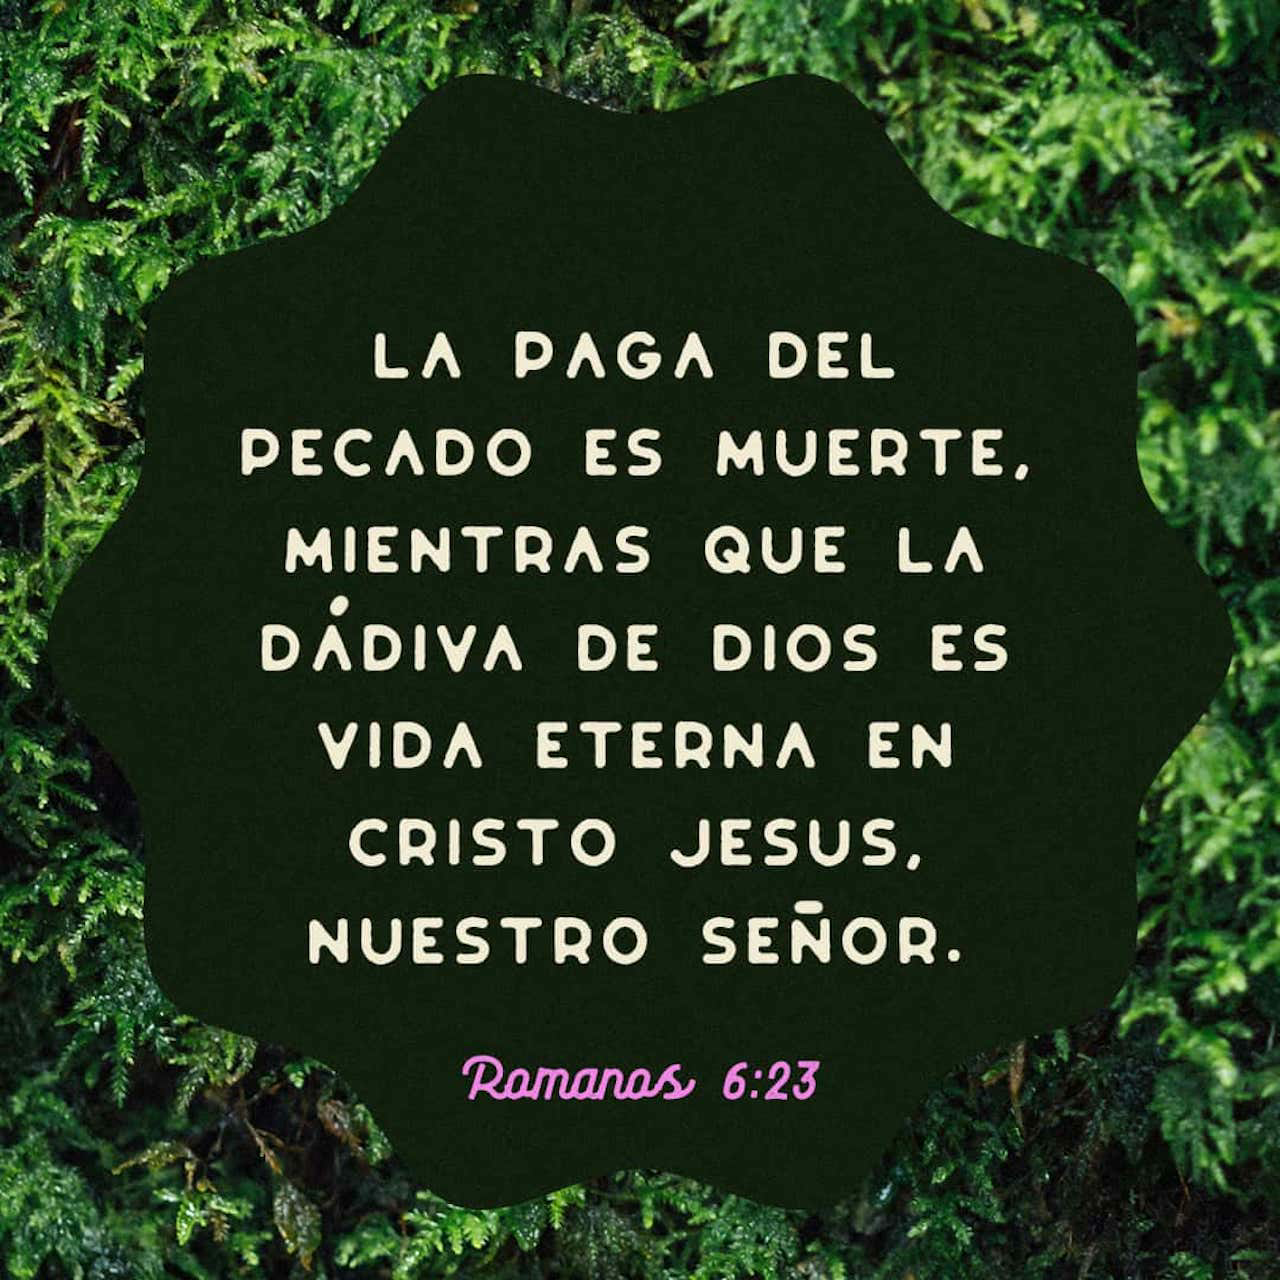 LA PAGA DEL
PECADO ES MUERTE,
MIENTRAS QUE LA
DÁDIVA DE DIOS ES
VIDA ETERNA EN
CRISTO JESUS,
NUESTRO SEÑOR.
Romanos 6:23